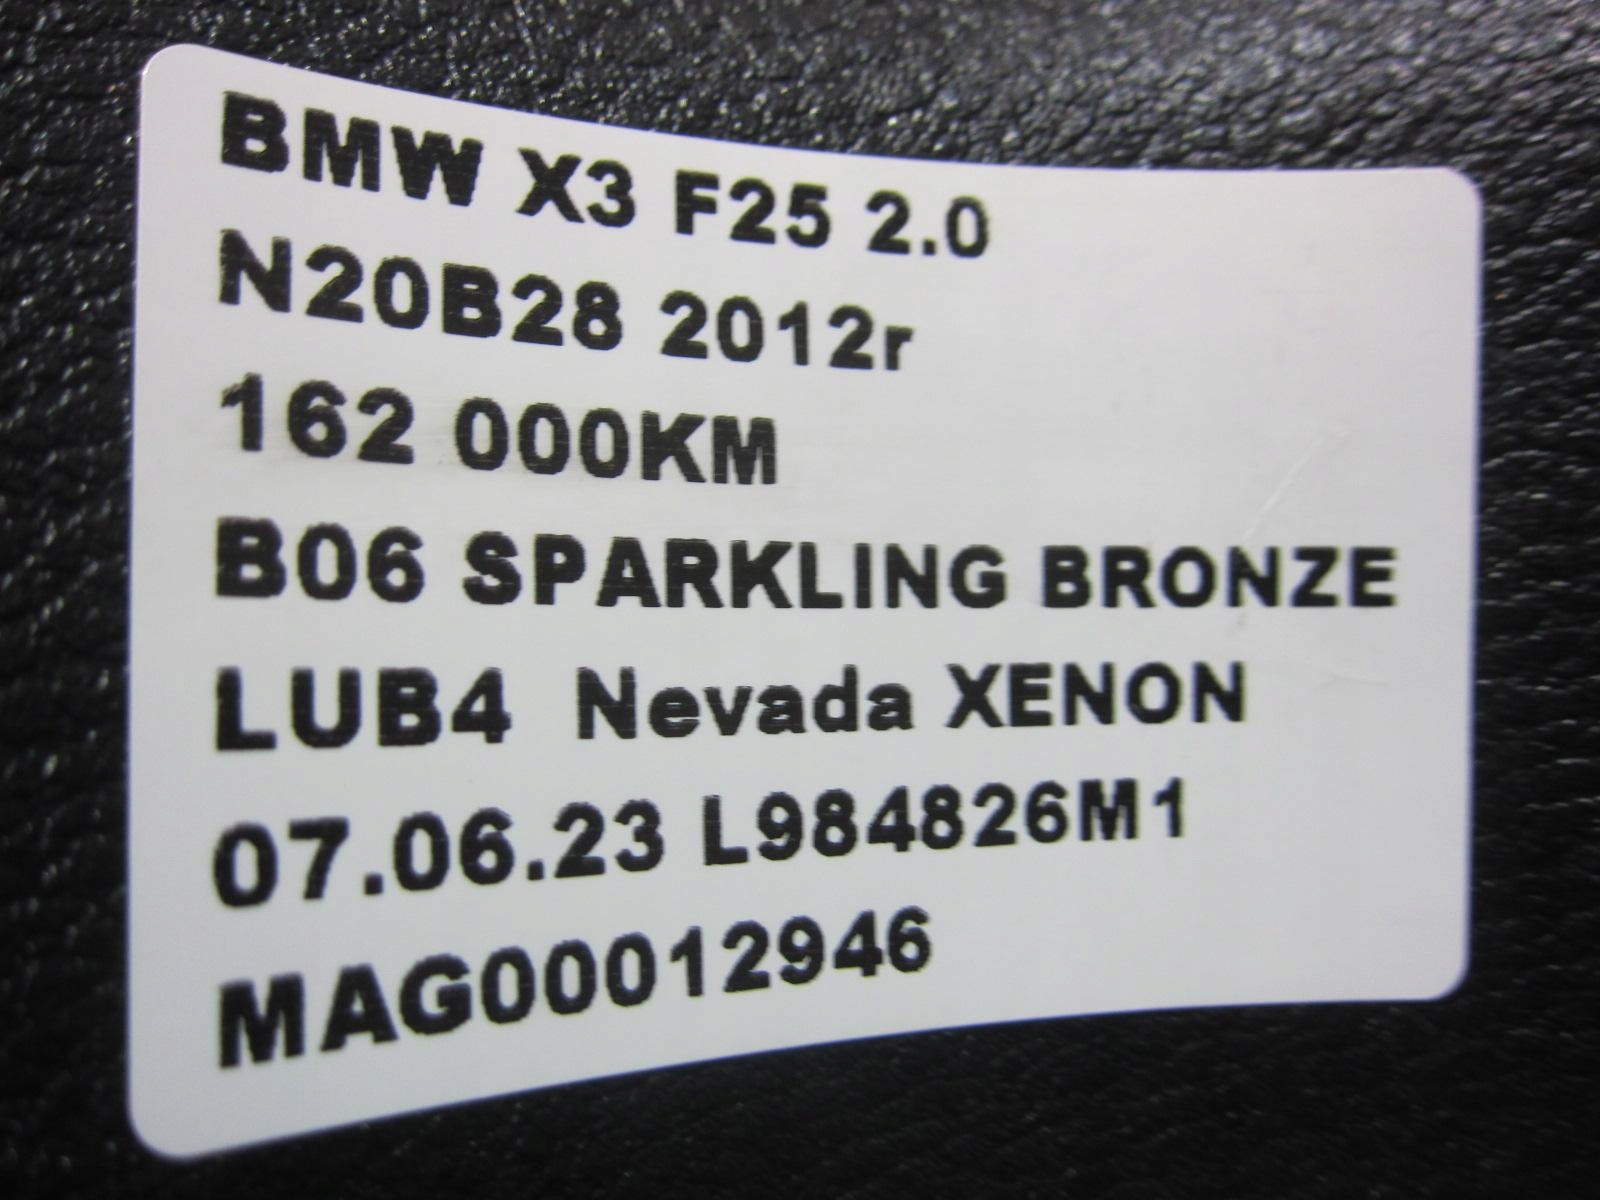 BMW X3 F25 2.0
N20B28 2012r
162 000KM
B06 SPARKLING BRONZE
LUB4 Nevada XENON
07.06.23 L984826M1
MAG00012946